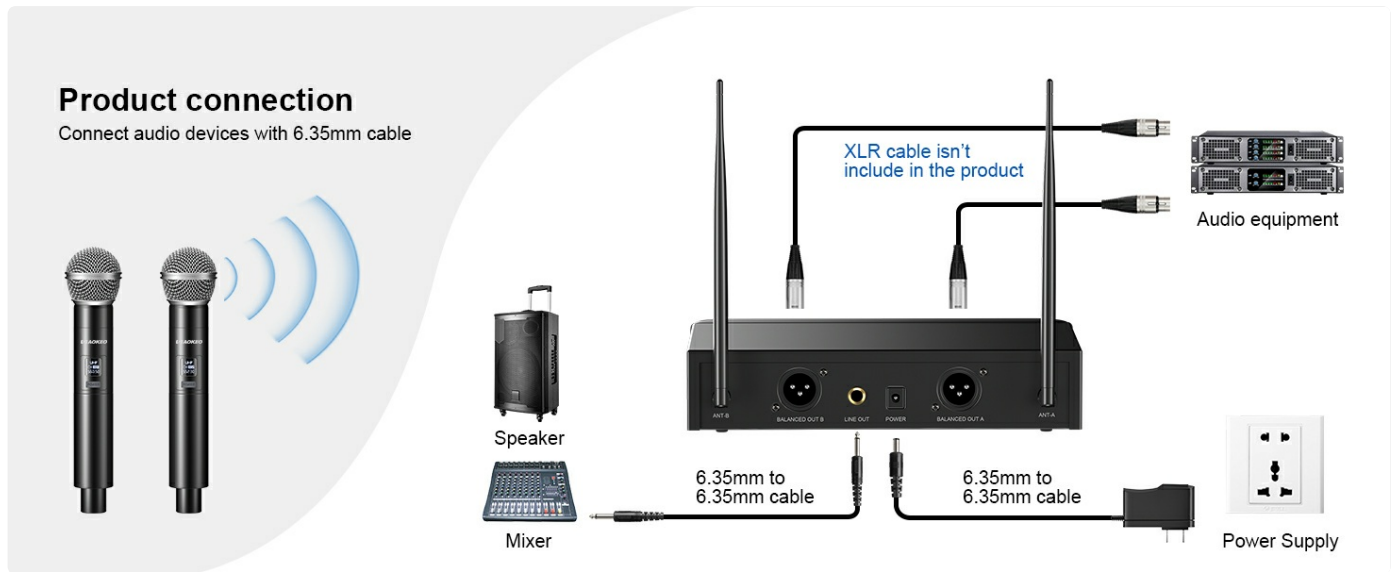 Product connection
Connect audio devices with 6.35mm cable
XLR cable isn't
include in the product
Audio equipment
Speaker
ANT-B
BALANCED OUT B
LINE OUT
POWER
BALANCED OUT A
ANT-A
6.35mm to
6.35mm cable
6.35mm to
6.35mm cable
Mixer
Power Supply